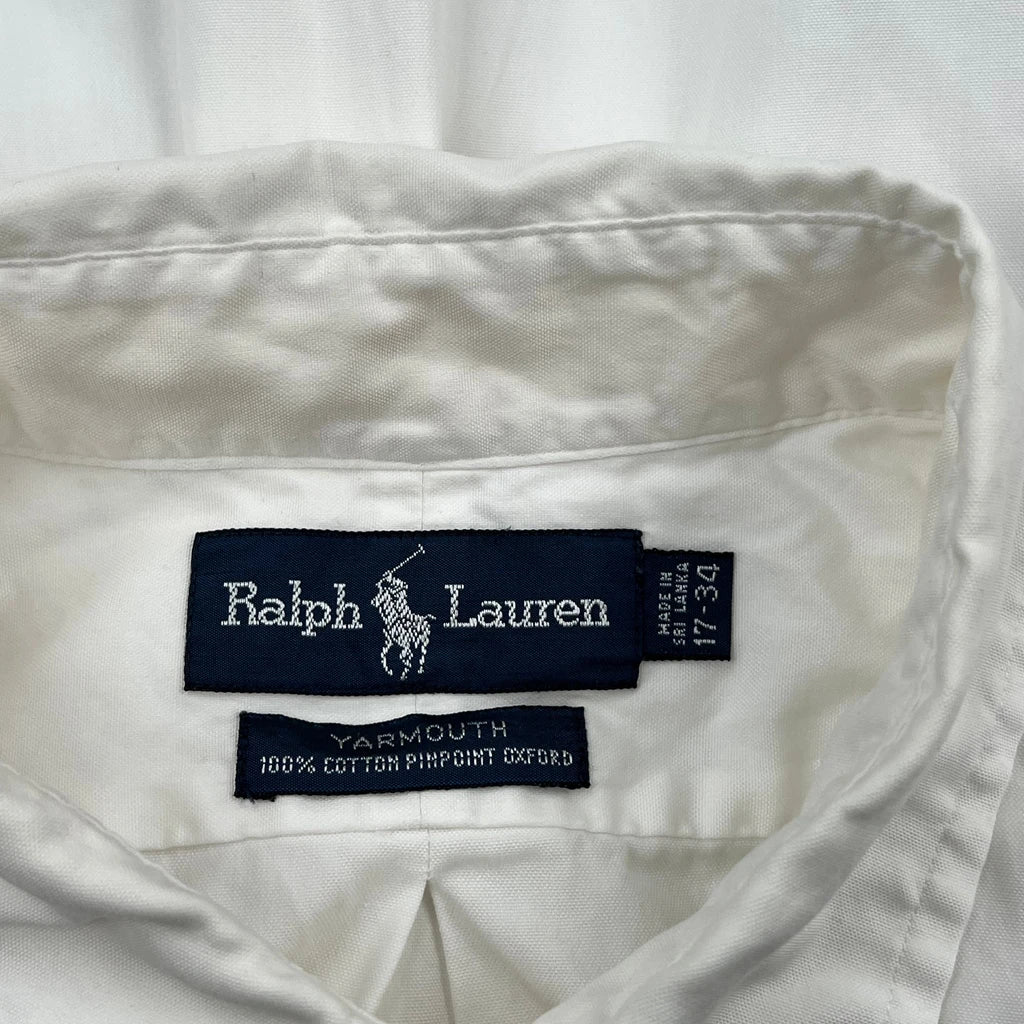 Ralph Lauren
MADE IN
SRI LANKA
17-34
YARMOUTH
100% COTTON PINPOINT OXFORD